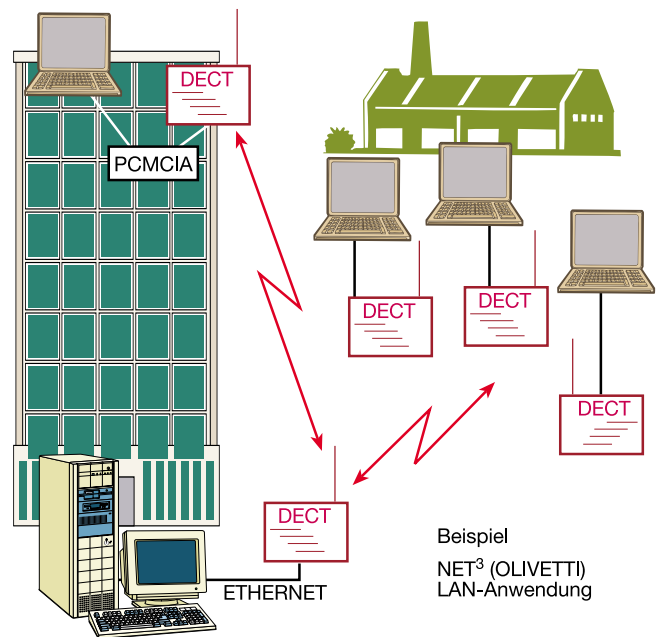 DECT
PCMCIA
DECT
DECT
DECT
DECT
ETHERNET
Beispiel
NET³ (OLIVETTI)
LAN-Anwendung